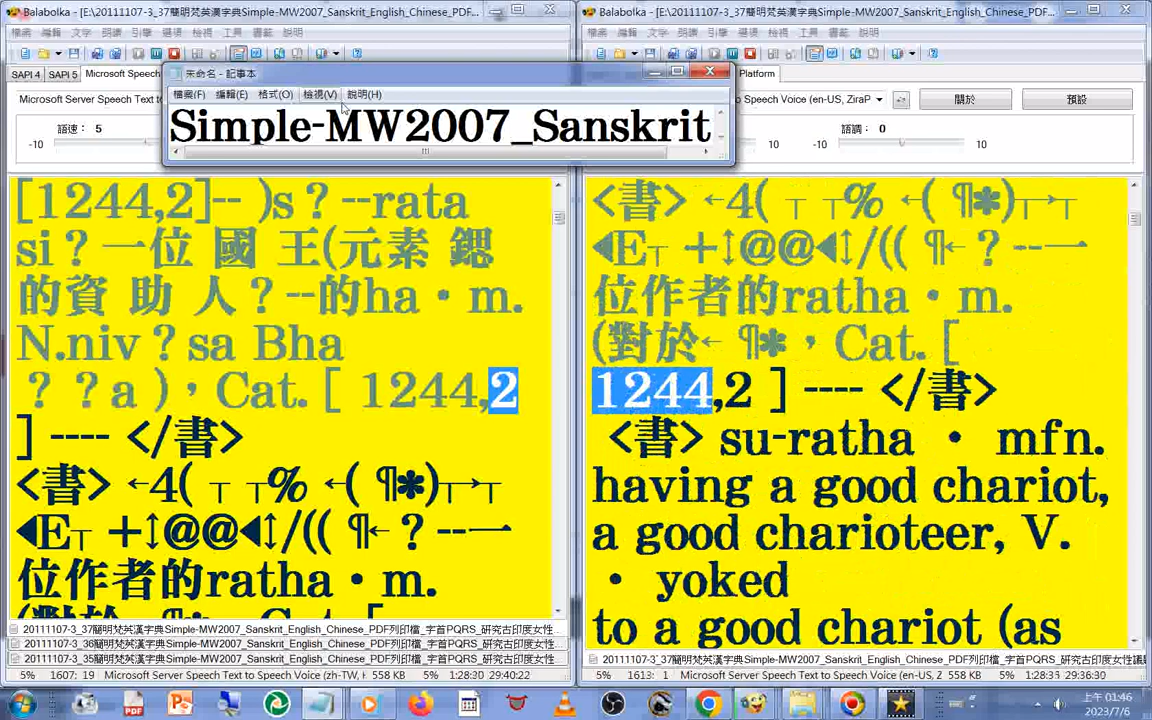 Balabolka - [E:\20111107-3_37簡明梵英漢字典Simple-MW2007_Sanskrit_English_Chinese_PDF...
檔案 編輯 文字 朗讀 引擎 選項 檢視 工具 書籤 說明
SAPI 4 SAPI 5 Microsoft Speech
Microsoft Server Speech Text to
語速： 5
-10
未命名 - 記事本
檔案(F) 編輯(E) 格式(O) 檢視(V) 說明(H)
Simple-MW2007_Sanskrit
[1244,2]-- )s？--rata
si？一位 國 王(元素 鍶
的資 助 人？--的ha・m.
N.niv？sa Bha
？？a )，Cat. [ 1244,2
] ---- </書>
<書> ←4( ┬ ┬% ←( ¶✽)┬→┬
◀E┬ +↕@@◀↕/(( ¶←？--一
位作者的ratha・m.
20111107-3_37簡明梵英漢字典Simple-MW2007_Sanskrit_English_Chinese_PDF列印檔_字首PQRS_研究古印度女性...
20111107-3_36簡明梵英漢字典Simple-MW2007_Sanskrit_English_Chinese_PDF列印檔_字首PQRS_研究古印度女性...
20111107-3_35簡明梵英漢字典Simple-MW2007_Sanskrit_English_Chinese_PDF列印檔_字首PQRS_研究古印度女性...
5% 1607; 19 Microsoft Server Speech Text to Speech Voice (zh-TW, H 558 KB 1:28:30 29:40:22
Balabolka - [E:\20111107-3_37簡明梵英漢字典Simple-MW2007_Sanskrit_English_Chinese_PDF...
檔案 編輯 文字 朗讀 引擎 選項 檢視 工具 書籤 說明
Platform
Speech Voice (en-US, ZiraP
關於 預設
語調： 0
10 -10 10
<書> ←4( ┬ ┬% ←( ¶✽)┬→┬
◀E┬ +↕@@◀↕/(( ¶←？--一
位作者的ratha・m.
(對於← ¶✽，Cat. [
1244,2 ] ---- </書>
<書> su-ratha ・ mfn.
having a good chariot,
a good charioteer, V.
・ yoked
to a good chariot (as
20111107-3_37簡明梵英漢字典Simple-MW2007_Sanskrit_English_Chinese_PDF列印檔_字首PQRS_研究古印度女性議
5% 1613: 1 Microsoft Server Speech Text to Speech Voice (en-US, Z 558 KB 1:28:30 29:36:30
上午 01:46
2023/7/6